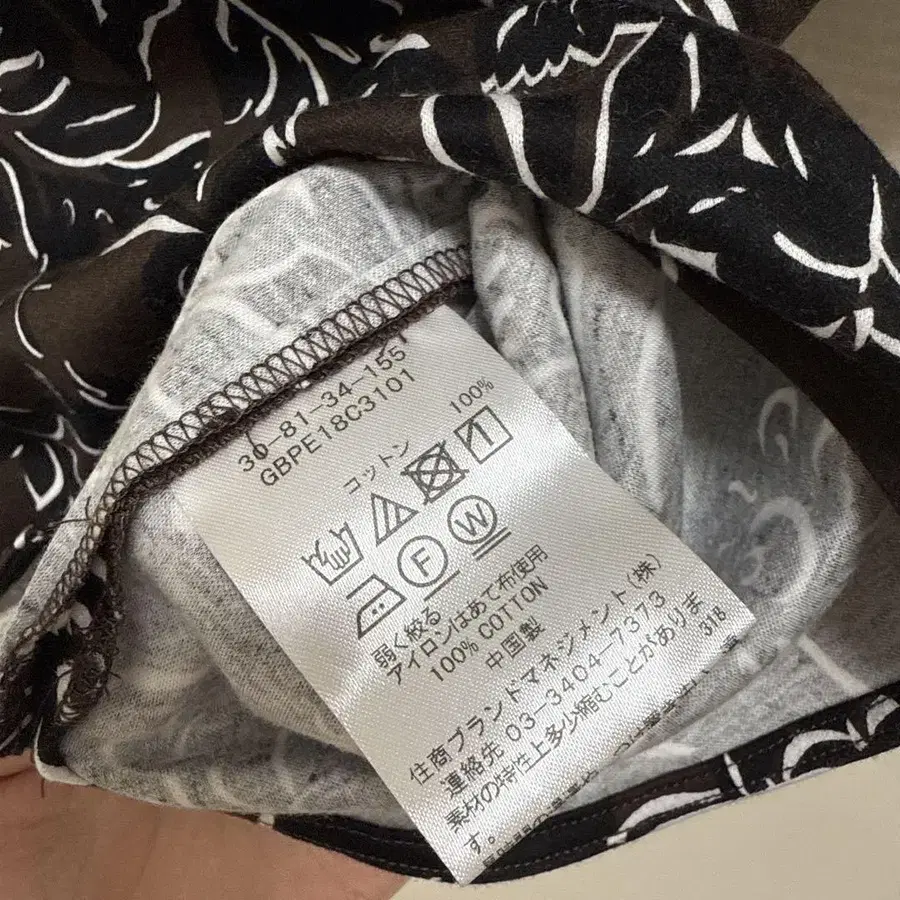 30-81-34-155
GBPE18C3101
コットン 100%
F W
弱く絞る
アイロンはあて布使用
100% COTTON
中国製
住商ブランドマネジメント(株)
連絡先 03-3404-7373
素材の特性上多少縮むことがありま
す。
318